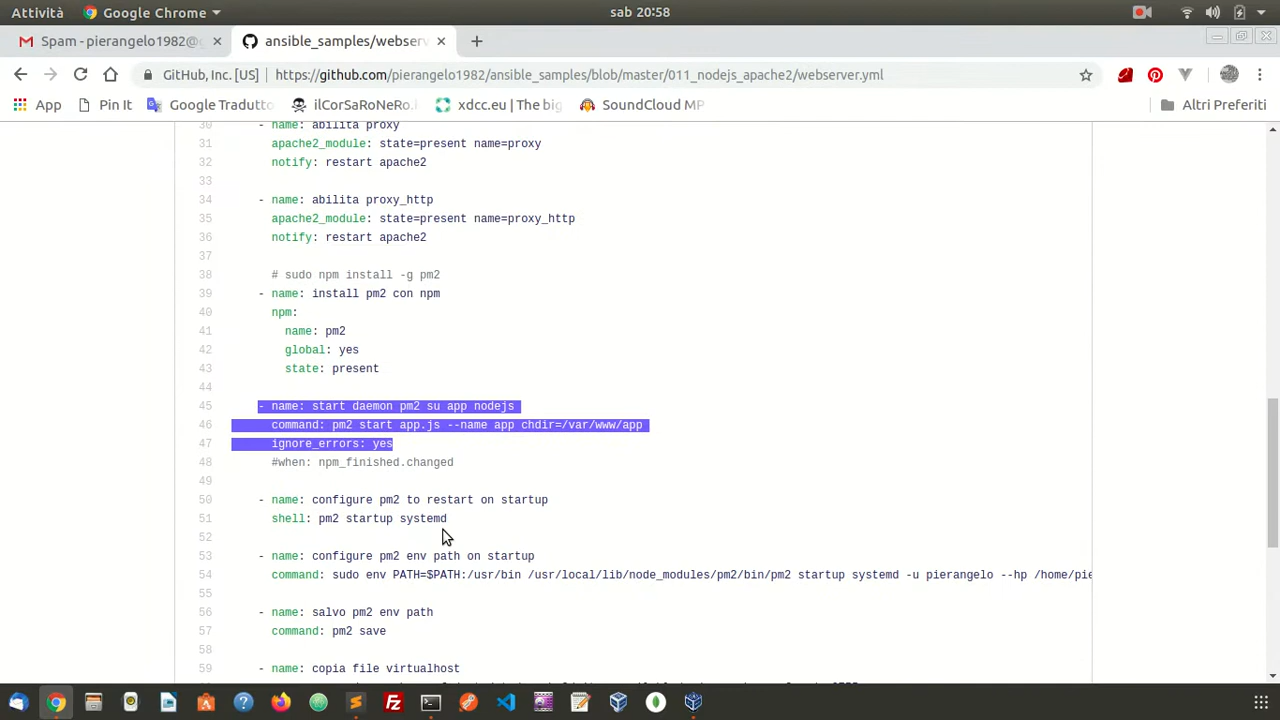 Attività
Google Chrome
sab 20:58
Spam - pierangelo1982@
ansible_samples/webser
GitHub, Inc. [US]
https://github.com/pierangelo1982/ansible_samples/blob/master/011_nodejs_apache2/webserver.yml
App
Pin It
Google Tradutto
ilCorSaRoNeRo.
xdcc.eu | The big
SoundCloud MP
Altri Preferiti
30 - name: abilita proxy
31 apache2_module: state=present name=proxy
32 notify: restart apache2
33
34 - name: abilita proxy_http
35 apache2_module: state=present name=proxy_http
36 notify: restart apache2
37
38 # sudo npm install -g pm2
39 - name: install pm2 con npm
40 npm:
41 name: pm2
42 global: yes
43 state: present
44
45 - name: start daemon pm2 su app nodejs
46 command: pm2 start app.js --name app chdir=/var/www/app
47 ignore_errors: yes
48 #when: npm_finished.changed
49
50 - name: configure pm2 to restart on startup
51 shell: pm2 startup systemd
52
53 - name: configure pm2 env path on startup
54 command: sudo env PATH=$PATH:/usr/bin /usr/local/lib/node_modules/pm2/bin/pm2 startup systemd -u pierangelo --hp /home/pie
55
56 - name: salvo pm2 env path
57 command: pm2 save
58
59 - name: copia file virtualhost